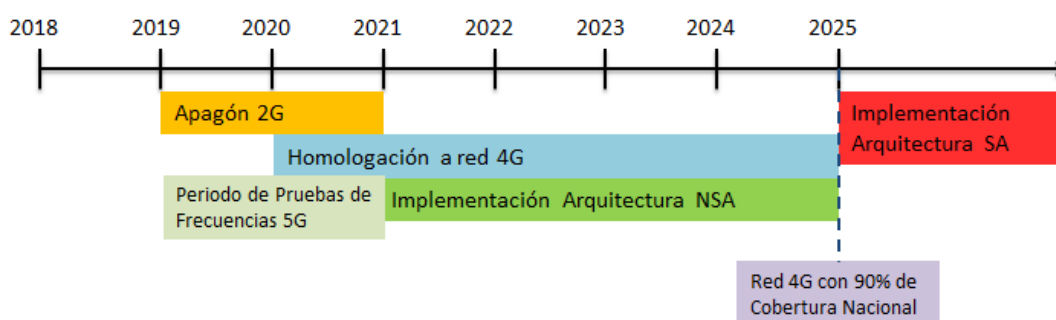 2018 2019 2020 2021 2022 2023 2024 2025
Apagón 2G
Implementación
Arquitectura SA
Homologación a red 4G
Periodo de Pruebas de
Frecuencias 5G
Implementación Arquitectura NSA
Red 4G con 90% de
Cobertura Nacional